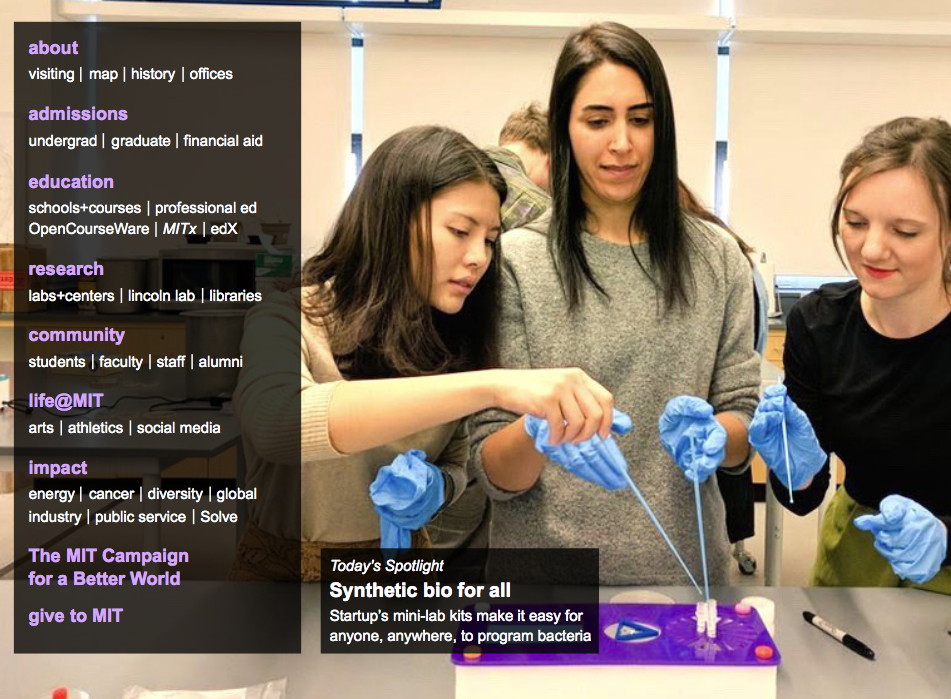 about
visiting | map | history | offices
admissions
undergrad | graduate | financial aid
education
schools+courses | professional ed
OpenCourseWare | MITx | edX
research
labs+centers | lincoln lab | libraries
community
students | faculty | staff | alumni
life@MIT
arts | athletics | social media
impact
energy | cancer | diversity | global
industry | public service | Solve
The MIT Campaign
for a Better World
give to MIT
Today's Spotlight
Synthetic bio for all
Startup's mini-lab kits make it easy for
anyone, anywhere, to program bacteria